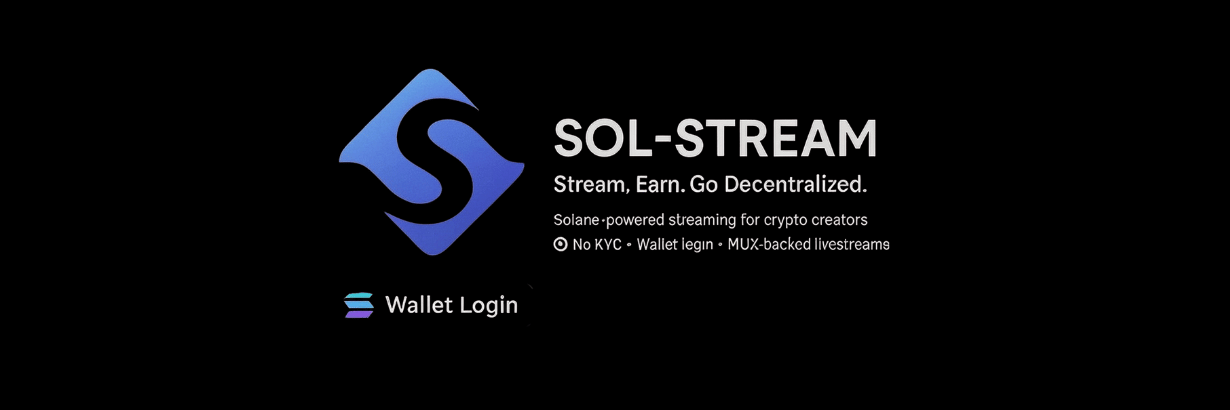 SOL-STREAM
Stream, Earn. Go Decentralized.
Solane·powered streaming for crypto creators
No KYC • Wallet legın • MUX-backed livestreams
Wallet Login